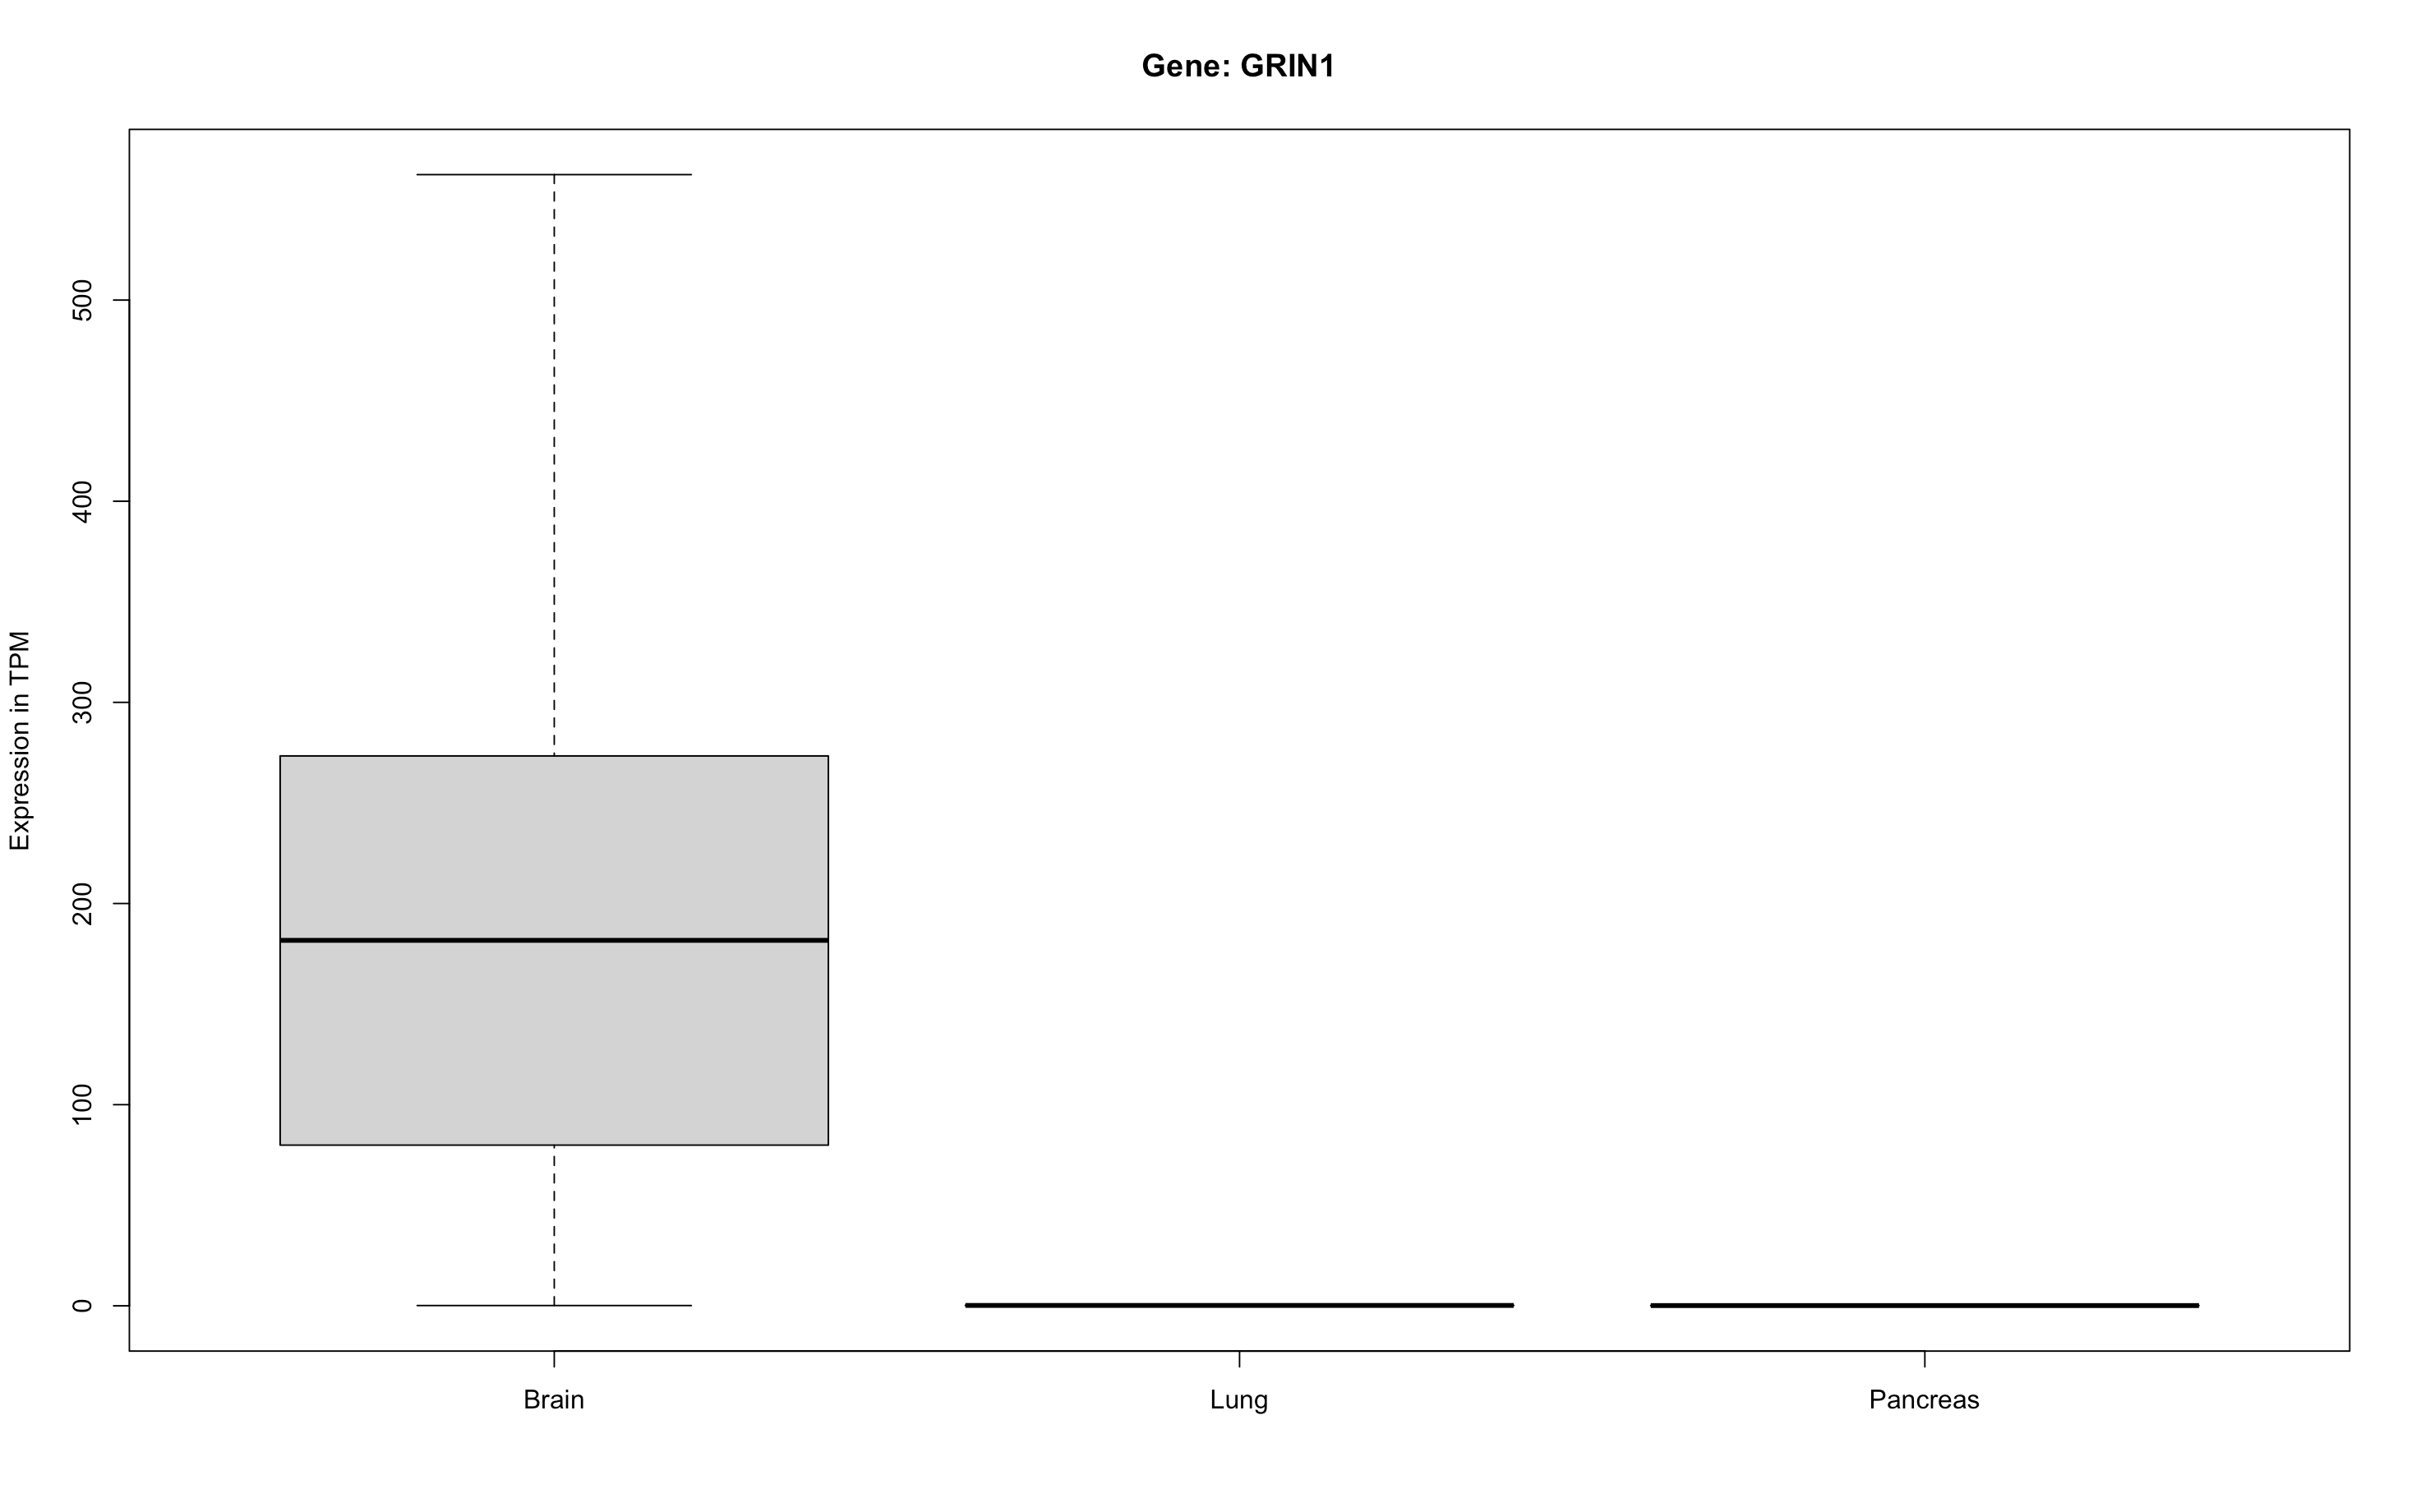 Gene: GRIN1
Expression in TPM
500
400
300
200
100
0
Brain
Lung
Pancreas